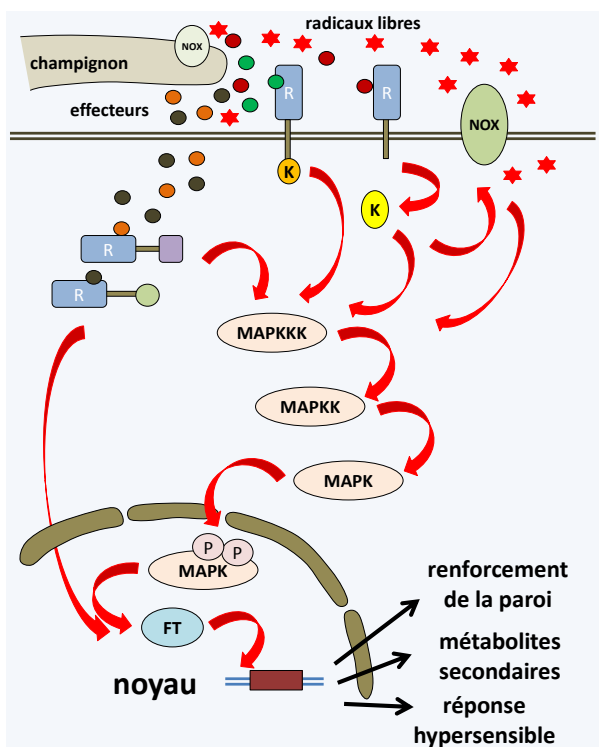 radicaux libres
NOX
champignon
effecteurs
R
R
NOX
K
K
R
R
MAPKKK
MAPKK
MAPK
P
P
MAPK
FT
noyau
renforcement
de la paroi
métabolites
secondaires
réponse
hypersensible